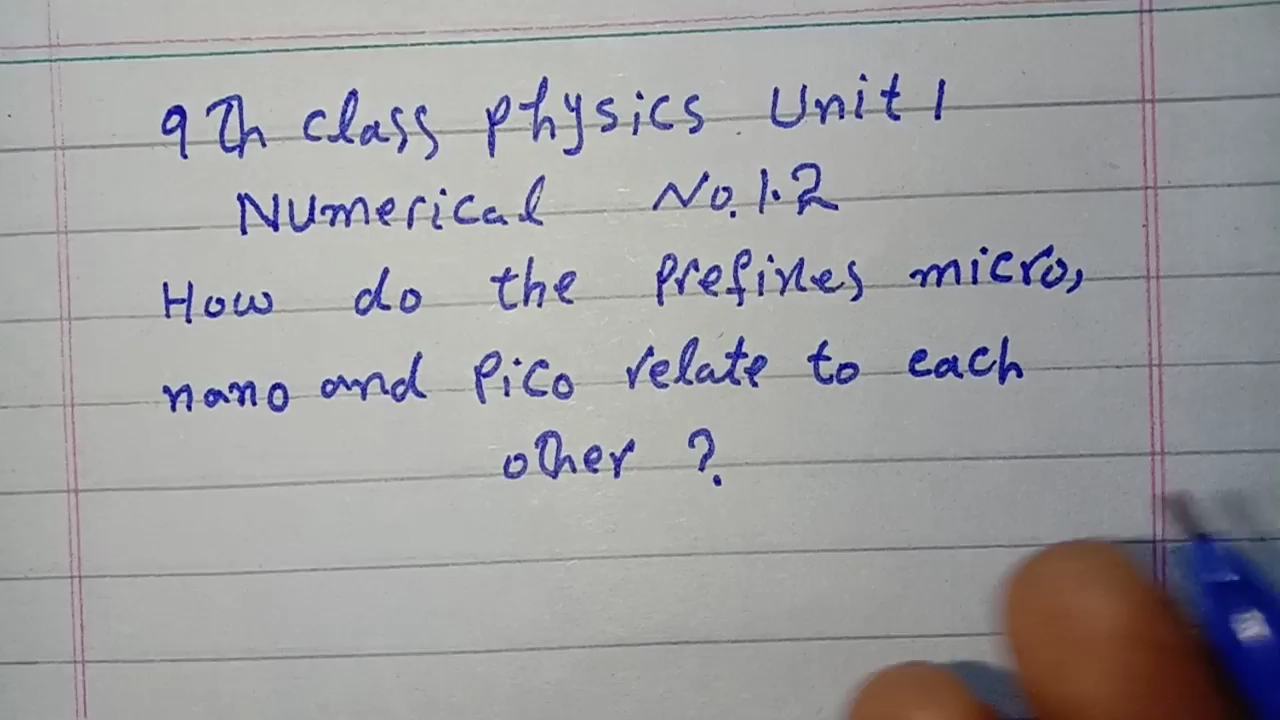 9Th class physics Unit 1
Numerical No. 1.2
How do the prefixes micro,
nano and Pico relate to each
other ?